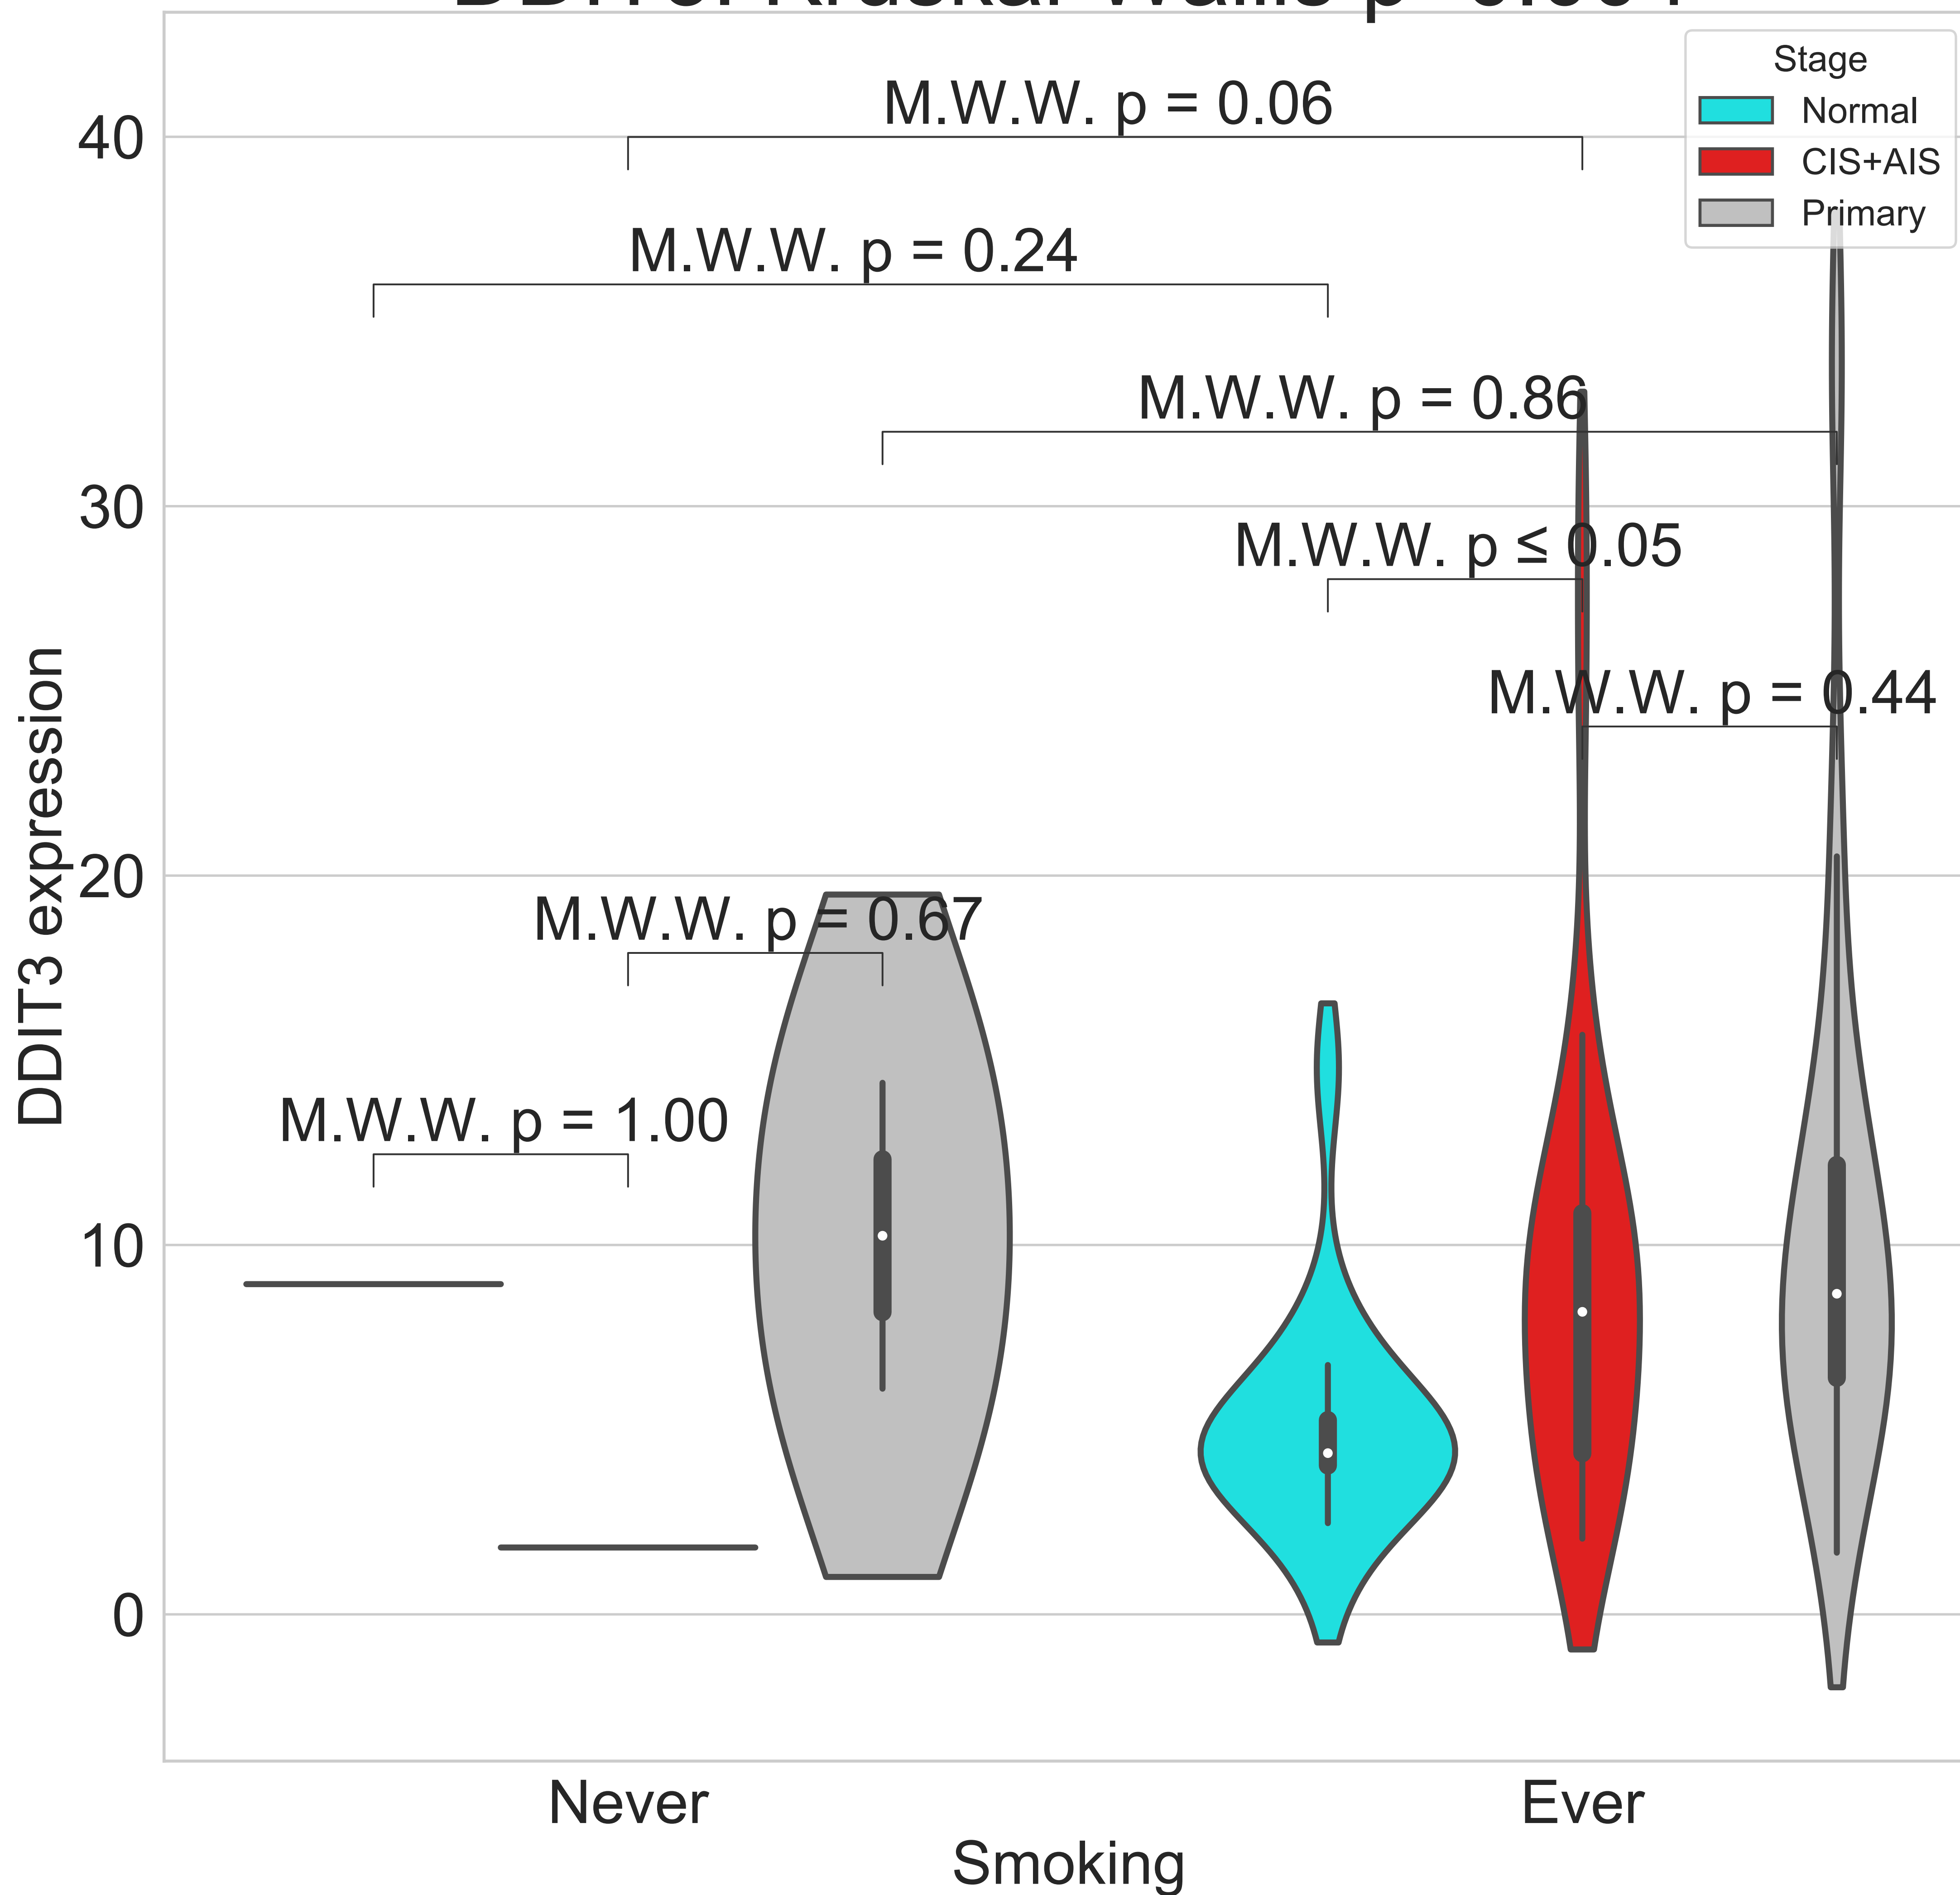 Stage
Normal
CIS+AIS
Primary
M.W.W. p = 0.06
M.W.W. p = 0.24
M.W.W. p = 0.86
M.W.W. p ≤ 0.05
M.W.W. p = 0.44
M.W.W. p = 0.67
M.W.W. p = 1.00
40
30
20
10
0
DDIT3 expression
Never
Ever
Smoking